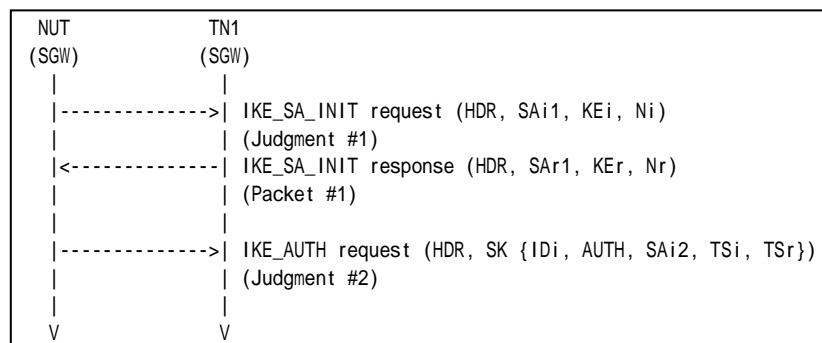 NUT TN1
(SGW) (SGW)
| |
|-------------->| IKE_SA_INIT request (HDR, SAi1, KEi, Ni)
| | (Judgment #1)
|<--------------| IKE_SA_INIT response (HDR, SAr1, KEr, Nr)
| | (Packet #1)
| |
|-------------->| IKE_AUTH request (HDR, SK {IDi, AUTH, SAi2, TSi, TSr})
| | (Judgment #2)
| |
V V